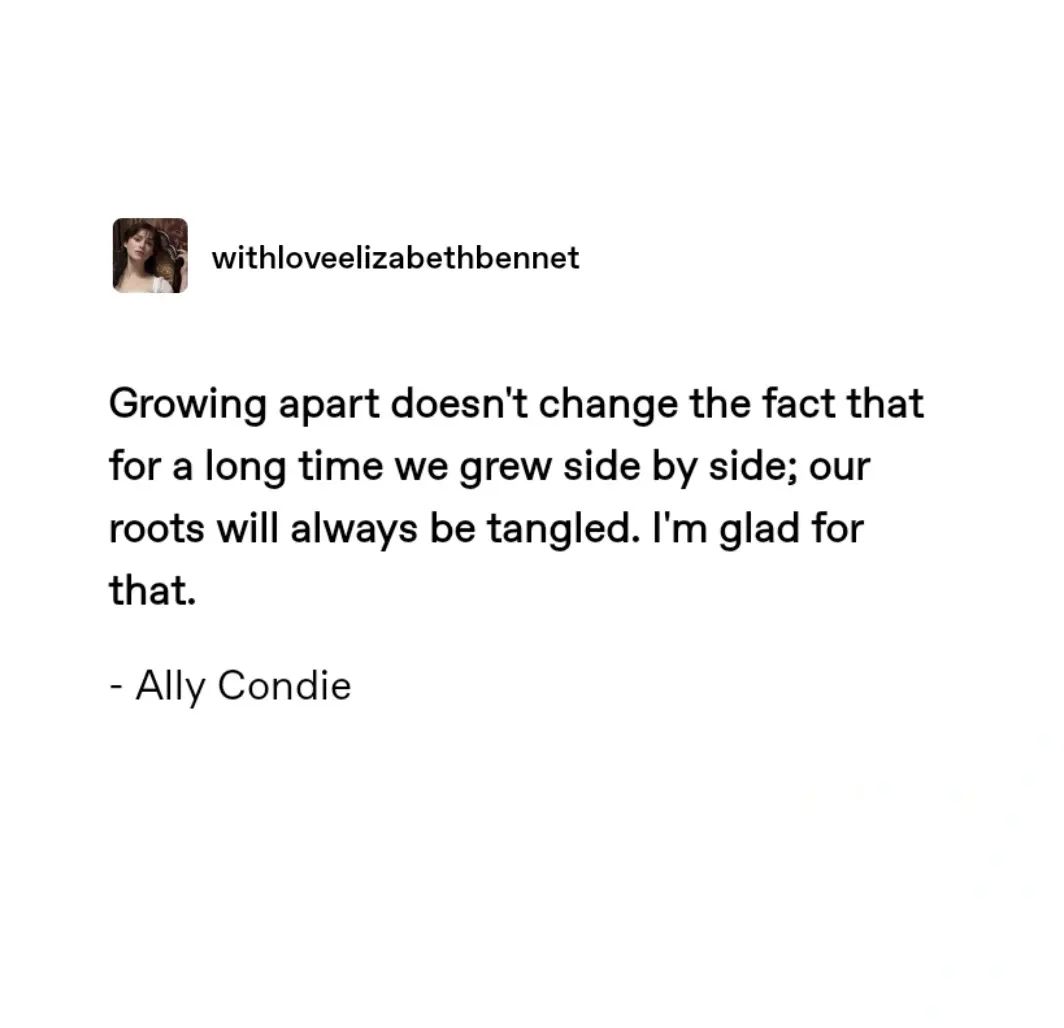 withloveelizabethbennet
Growing apart doesn't change the fact that
for a long time we grew side by side; our
roots will always be tangled. I'm glad for
that.
- Ally Condie